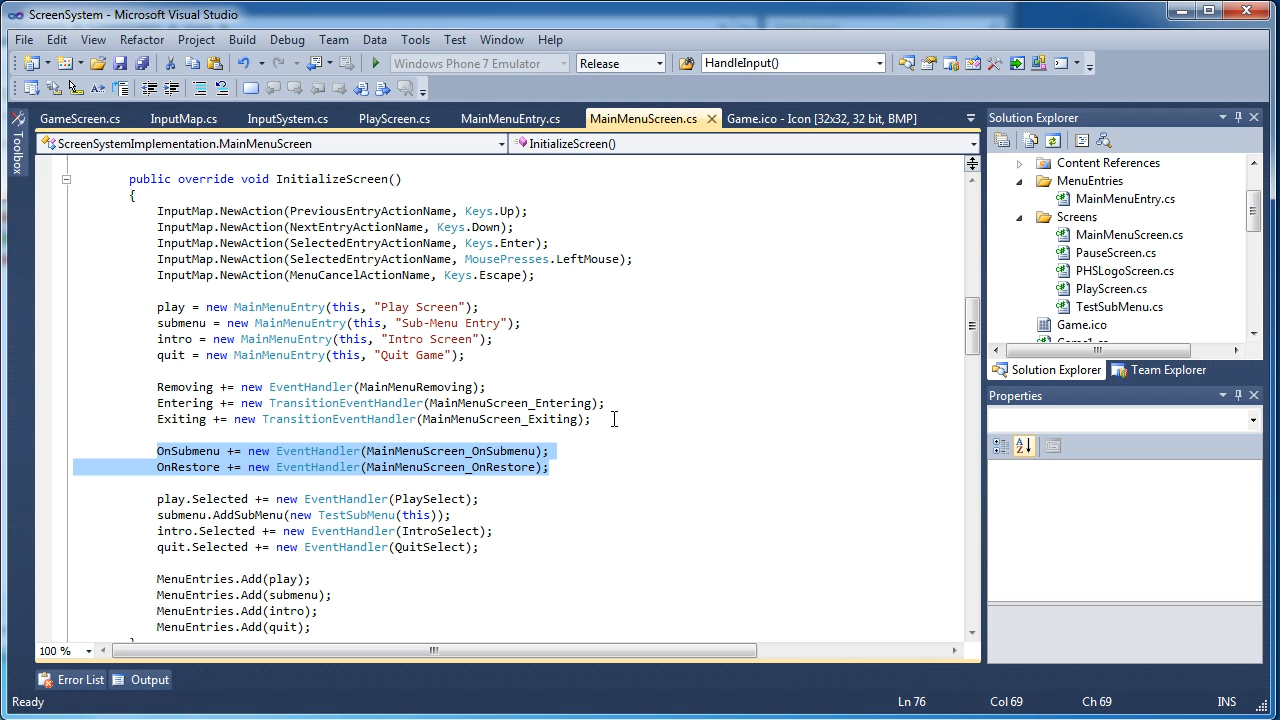 ScreenSystem - Microsoft Visual Studio
File Edit View Refactor Project Build Debug Team Data Tools Test Window Help
Windows Phone 7 Emulator Release HandleInput()
GameScreen.cs InputMap.cs InputSystem.cs PlayScreen.cs MainMenuEntry.cs MainMenuScreen.cs Game.ico - Icon [32x32, 32 bit, BMP]
ScreenSystemImplementation.MainMenuScreen InitializeScreen()
Toolbox
public override void InitializeScreen()
{
InputMap.NewAction(PreviousEntryActionName, Keys.Up);
InputMap.NewAction(NextEntryActionName, Keys.Down);
InputMap.NewAction(SelectedEntryActionName, Keys.Enter);
InputMap.NewAction(SelectedEntryActionName, MousePresses.LeftMouse);
InputMap.NewAction(MenuCancelActionName, Keys.Escape);
play = new MainMenuEntry(this, "Play Screen");
submenu = new MainMenuEntry(this, "Sub-Menu Entry");
intro = new MainMenuEntry(this, "Intro Screen");
quit = new MainMenuEntry(this, "Quit Game");
Removing += new EventHandler(MainMenuRemoving);
Entering += new TransitionEventHandler(MainMenuScreen_Entering);
Exiting += new TransitionEventHandler(MainMenuScreen_Exiting);
OnSubmenu += new EventHandler(MainMenuScreen_OnSubmenu);
OnRestore += new EventHandler(MainMenuScreen_OnRestore);
play.Selected += new EventHandler(PlaySelect);
submenu.AddSubMenu(new TestSubMenu(this));
intro.Selected += new EventHandler(IntroSelect);
quit.Selected += new EventHandler(QuitSelect);
MenuEntries.Add(play);
MenuEntries.Add(submenu);
MenuEntries.Add(intro);
MenuEntries.Add(quit);
100 %
Solution Explorer
Content References
MenuEntries
MainMenuEntry.cs
Screens
MainMenuScreen.cs
PauseScreen.cs
PHSLogoScreen.cs
PlayScreen.cs
TestSubMenu.cs
Game.ico
Game1.cs
Solution Explorer Team Explorer
Properties
Error List Output
Ready Ln 76 Col 69 Ch 69 INS